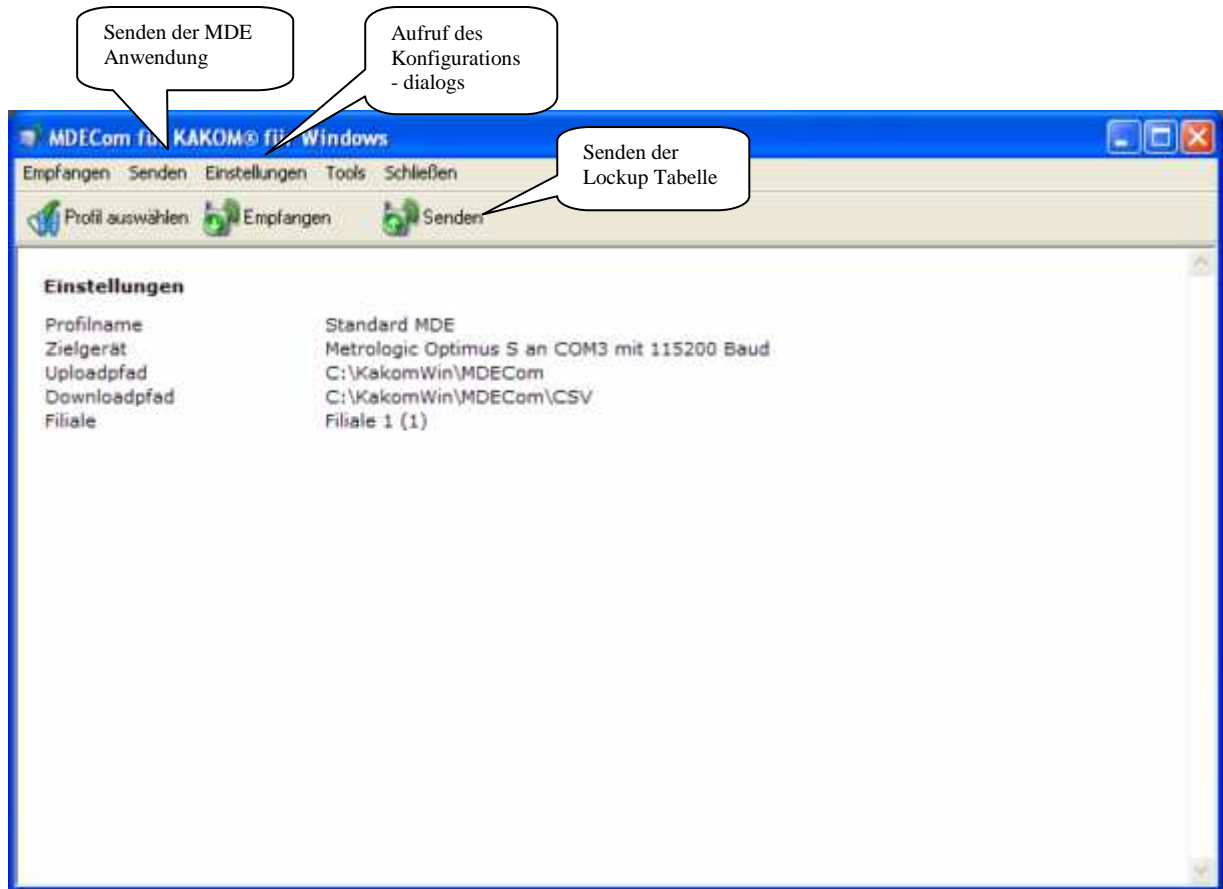 Senden der MDE
Anwendung
Aufruf des
Konfigurations
- dialogs
MDECom für KAKOM® für Windows
Senden der
Lockup Tabelle
Empfangen Senden Einstellungen Tools Schließen
Profil auswählen Empfangen Senden
Einstellungen
Profilname Standard MDE
Zielgerät Metrologic Optimus S an COM3 mit 115200 Baud
Uploadpfad C:\KakomWin\MDECom
Downloadpfad C:\KakomWin\MDECom\CSV
Filiale Filiale 1 (1)